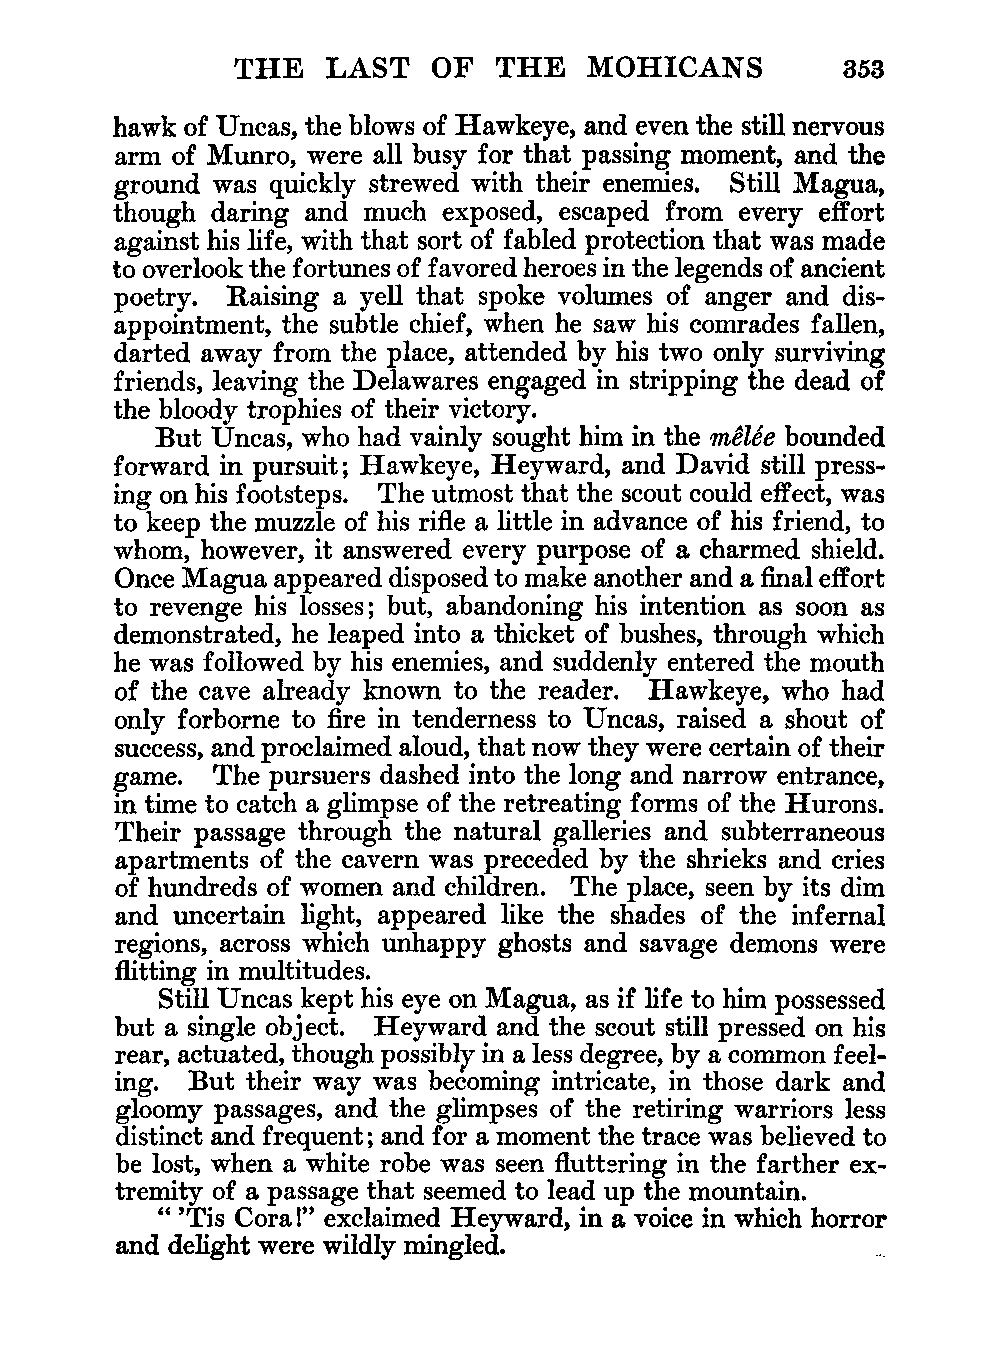 THE LAST OF THE MOHICANS 353
hawk of Uncas, the blows of Hawkeye, and even the still nervous
arm of Munro, were all busy for that passing moment, and the
ground was quickly strewed with their enemies. Still Magua,
though daring and much exposed, escaped from every effort
against his life, with that sort of fabled protection that was made
to overlook the fortunes of favored heroes in the legends of ancient
poetry. Raising a yell that spoke volumes of anger and dis-
appointment, the subtle chief, when he saw his comrades fallen,
darted away from the place, attended by his two only surviving
friends, leaving the Delawares engaged in stripping the dead of
the bloody trophies of their victory.
But Uncas, who had vainly sought him in the mêlée bounded
forward in pursuit; Hawkeye, Heyward, and David still press-
ing on his footsteps. The utmost that the scout could effect, was
to keep the muzzle of his rifle a little in advance of his friend, to
whom, however, it answered every purpose of a charmed shield.
Once Magua appeared disposed to make another and a final effort
to revenge his losses; but, abandoning his intention as soon as
demonstrated, he leaped into a thicket of bushes, through which
he was followed by his enemies, and suddenly entered the mouth
of the cave already known to the reader. Hawkeye, who had
only forborne to fire in tenderness to Uncas, raised a shout of
success, and proclaimed aloud, that now they were certain of their
game. The pursuers dashed into the long and narrow entrance,
in time to catch a glimpse of the retreating forms of the Hurons.
Their passage through the natural galleries and subterraneous
apartments of the cavern was preceded by the shrieks and cries
of hundreds of women and children. The place, seen by its dim
and uncertain light, appeared like the shades of the infernal
regions, across which unhappy ghosts and savage demons were
flitting in multitudes.
Still Uncas kept his eye on Magua, as if life to him possessed
but a single object. Heyward and the scout still pressed on his
rear, actuated, though possibly in a less degree, by a common feel-
ing. But their way was becoming intricate, in those dark and
gloomy passages, and the glimpses of the retiring warriors less
distinct and frequent; and for a moment the trace was believed to
be lost, when a white robe was seen fluttering in the farther ex-
tremity of a passage that seemed to lead up the mountain.
“ ’Tis Cora!” exclaimed Heyward, in a voice in which horror
and delight were wildly mingled.